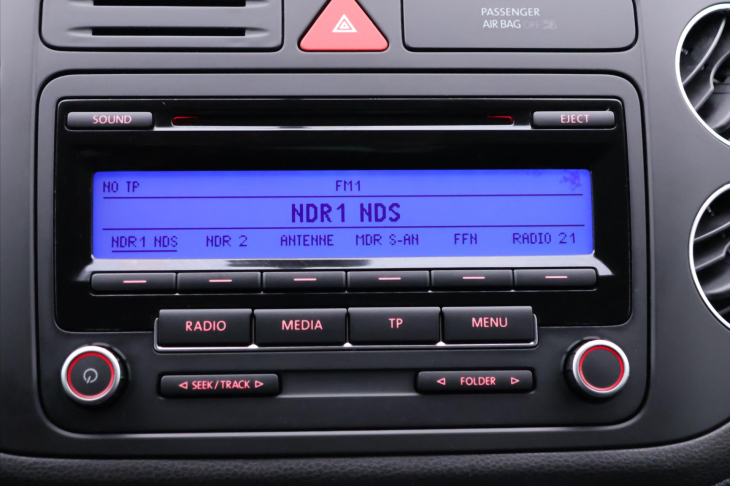 PASSENGER
AIR BAG OFF
SOUND
EJECT
NO TP FM1
NDR1 NDS
NDR1 NDS NDR 2 ANTENNE MDR S-AN FFN RADIO 21
RADIO MEDIA TP MENU
◁ SEEK/TRACK ▷
◁ FOLDER ▷